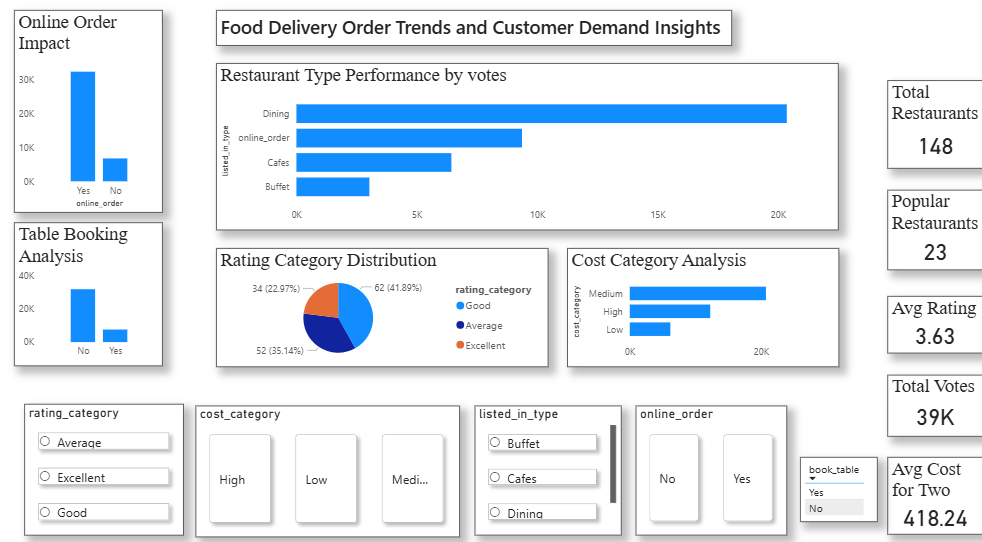 Online Order
Impact
30K
20K
10K
0K
Yes No
online_order
Food Delivery Order Trends and Customer Demand Insights
Restaurant Type Performance by votes
listed_in_type
Dining
online_order
Cafes
Buffet
0K 5K 10K 15K 20K
Total
Restaurants
148
Popular
Restaurants
23
Avg Rating
3.63
Total Votes
39K
Avg Cost
for Two
418.24
Table Booking
Analysis
40K
20K
0K
No Yes
Rating Category Distribution
34 (22.97%)
62 (41.89%)
52 (35.14%)
rating_category
Good
Average
Excellent
Cost Category Analysis
cost_category
Medium
High
Low
0K 20K
rating_category
Average
Excellent
Good
cost_category
High Low Medi...
listed_in_type
Buffet
Cafes
Dining
online_order
No Yes
book_table
Yes
No